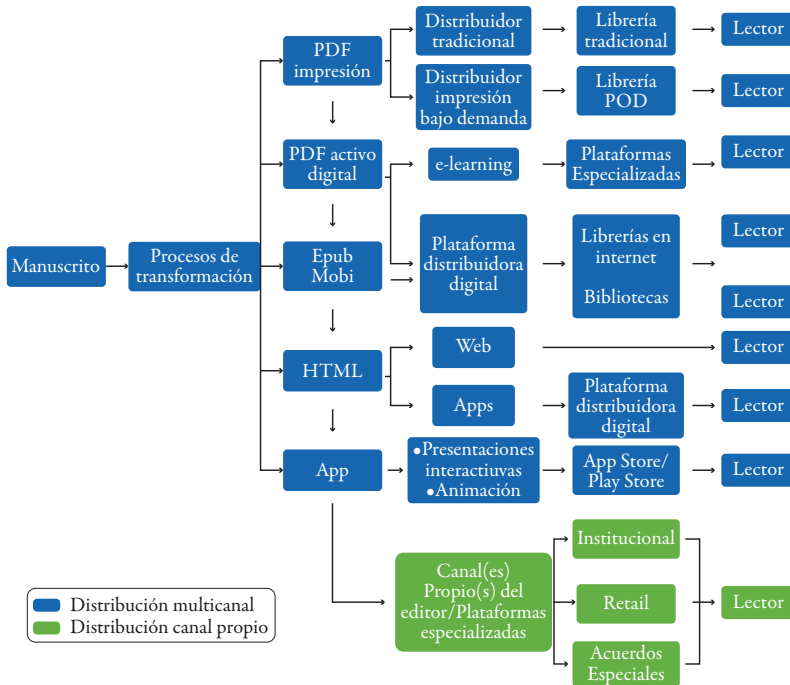 PDF
impresión
Distribuidor
tradicional
Librería
tradicional
Lector
Distribuidor
impresión
bajo demanda
Librería
POD
Lector
PDF activo
digital
e-learning
Plataformas
Especializadas
Lector
Manuscrito
Procesos de
transformación
Epub
Mobi
Plataforma
distribuidora
digital
Librerías en
internet
Bibliotecas
Lector
Lector
HTML
Web
Lector
Apps
Plataforma
distribuidora
digital
Lector
App
•Presentaciones
interactiuvas
•Animación
App Store/
Play Store
Lector
Canal(es)
Propio(s) del
editor/Plataformas
especializadas
Institucional
Retail
Acuerdos
Especiales
Lector
Distribución multicanal
Distribución canal propio